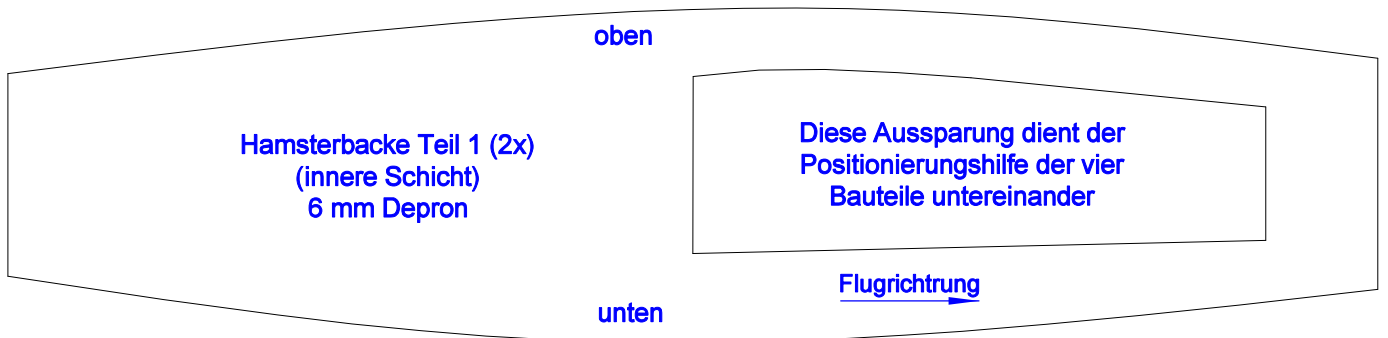 oben
Hamsterbacke Teil 1 (2x)
(innere Schicht)
6 mm Depron
Diese Aussparung dient der
Positionierungshilfe der vier
Bauteile untereinander
Flugrichtrung
unten